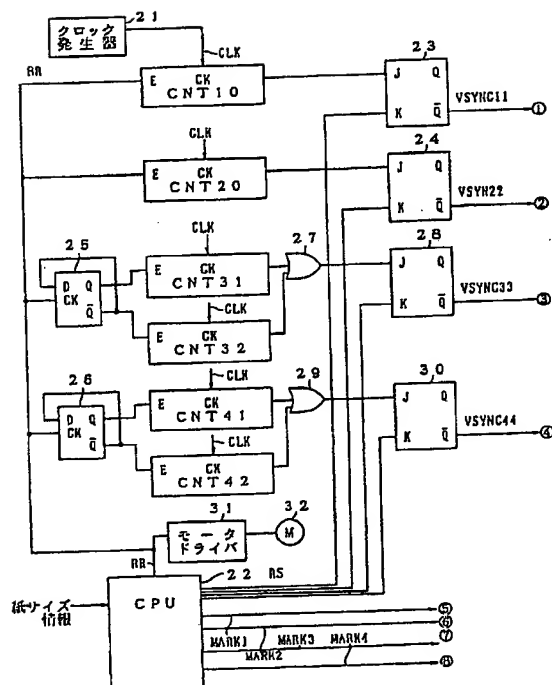 21
クロック
発生器
CLK
RR
E CK
CNT10
23
J Q
K Q̅
VSYNC11
①
CLK
E CK
CNT20
24
J Q
K Q̅
VSYN22
②
25
D Q
CK
Q̅
CLK
E CK
CNT31
27
CLK
E CK
CNT32
28
J Q
K Q̅
VSYNC33
③
26
D Q
CK
Q̅
CLK
E CK
CNT41
29
CLK
E CK
CNT42
30
J Q
K Q̅
VSYNC44
④
31
モータ
ドライバ
32
M
RR
22
RS
CPU
紙サイズ
情報
⑤
⑥
⑦
⑧
MARK1
MARK2
MARK3
MARK4